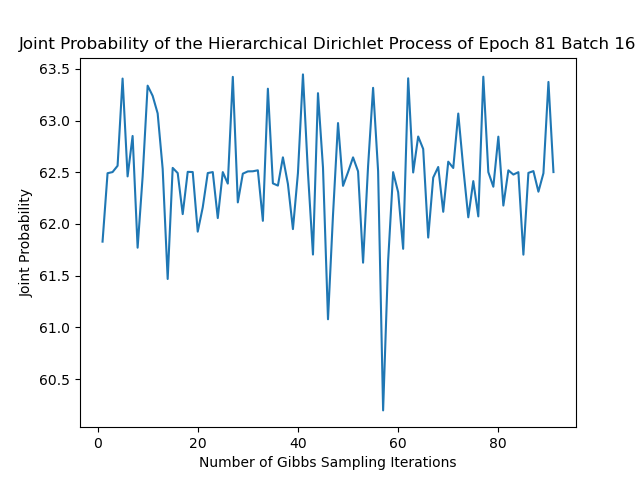 Joint Probability of the Hierarchical Dirichlet Process of Epoch 81 Batch 16
63.5
63.0
62.5
62.0
61.5
61.0
60.5
Joint Probability
0 20 40 60 80
Number of Gibbs Sampling Iterations